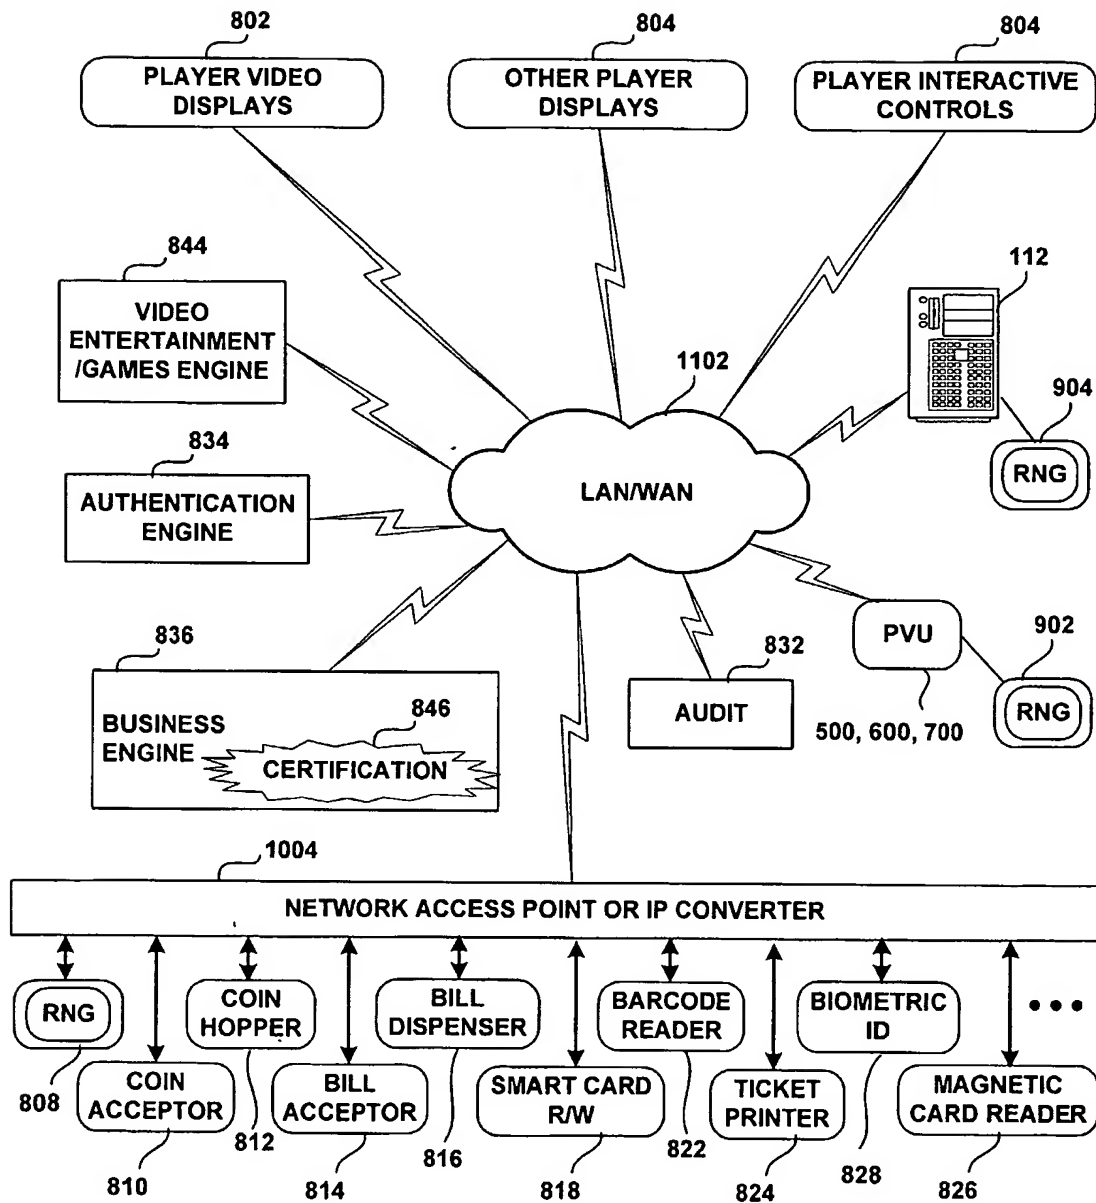 802
804
804
PLAYER VIDEO
DISPLAYS
OTHER PLAYER
DISPLAYS
PLAYER INTERACTIVE
CONTROLS
844
VIDEO
ENTERTAINMENT
/GAMES ENGINE
112
1102
904
RNG
834
AUTHENTICATION
ENGINE
LAN/WAN
836
BUSINESS
ENGINE
846
CERTIFICATION
832
AUDIT
PVU
500, 600, 700
902
RNG
1004
NETWORK ACCESS POINT OR IP CONVERTER
RNG
COIN
HOPPER
BILL
DISPENSER
BARCODE
READER
BIOMETRIC
ID
808
COIN
ACCEPTOR
812
BILL
ACCEPTOR
816
SMART CARD
R/W
822
TICKET
PRINTER
828
MAGNETIC
CARD READER
810
814
818
824
826